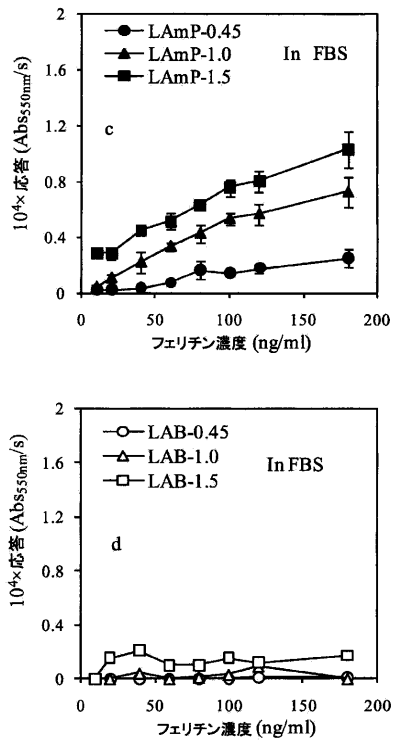 LAmP-0.45
LAmP-1.0
LAmP-1.5
In FBS
c
10⁴×応答 (Abs₅₅₀ₙₘ/s)
2
1.6
1.2
0.8
0.4
0
0 50 100 150 200
フェリチン濃度 (ng/ml)
LAB-0.45
LAB-1.0
LAB-1.5
In FBS
d
10⁴×応答 (Abs₅₅₀ₙₘ/s)
2
1.6
1.2
0.8
0.4
0
0 50 100 150 200
フェリチン濃度 (ng/ml)